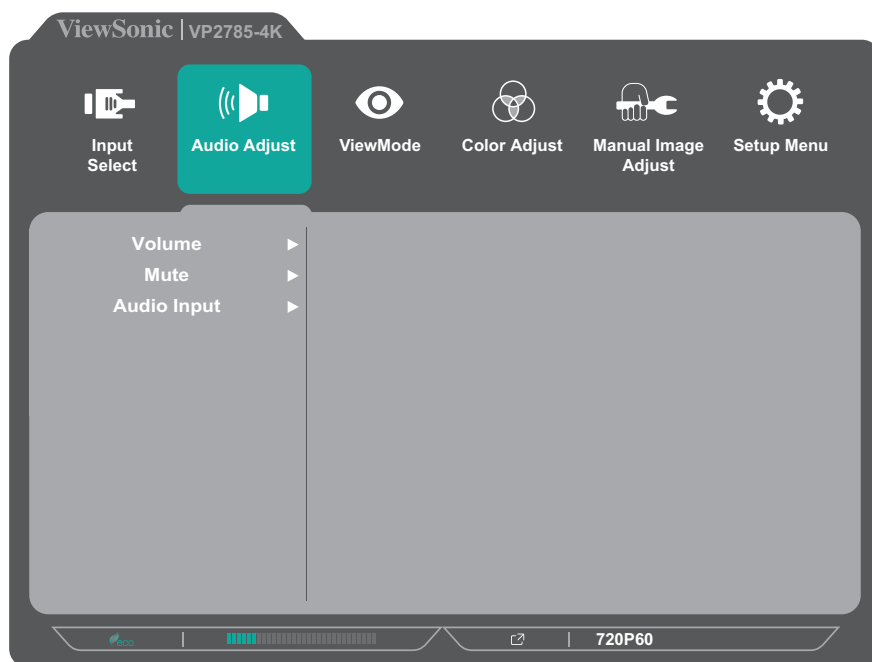 ViewSonic | VP2785-4K
Input Select
Audio Adjust
ViewMode
Color Adjust
Manual Image Adjust
Setup Menu
Volume
Mute
Audio Input
eco
720P60